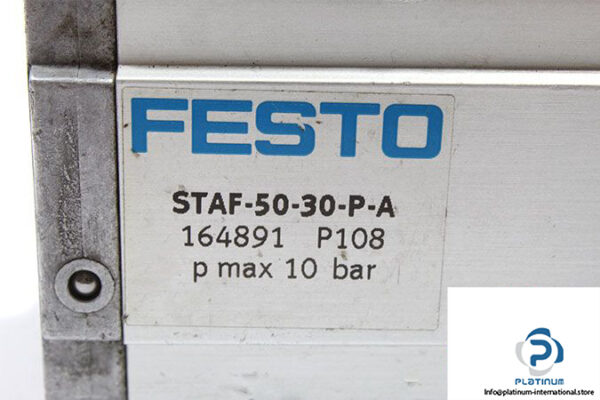 FESTO
STAF-50-30-P-A
164891 P108
p max 10 bar
PLATINUM
Info@platinum-international.store